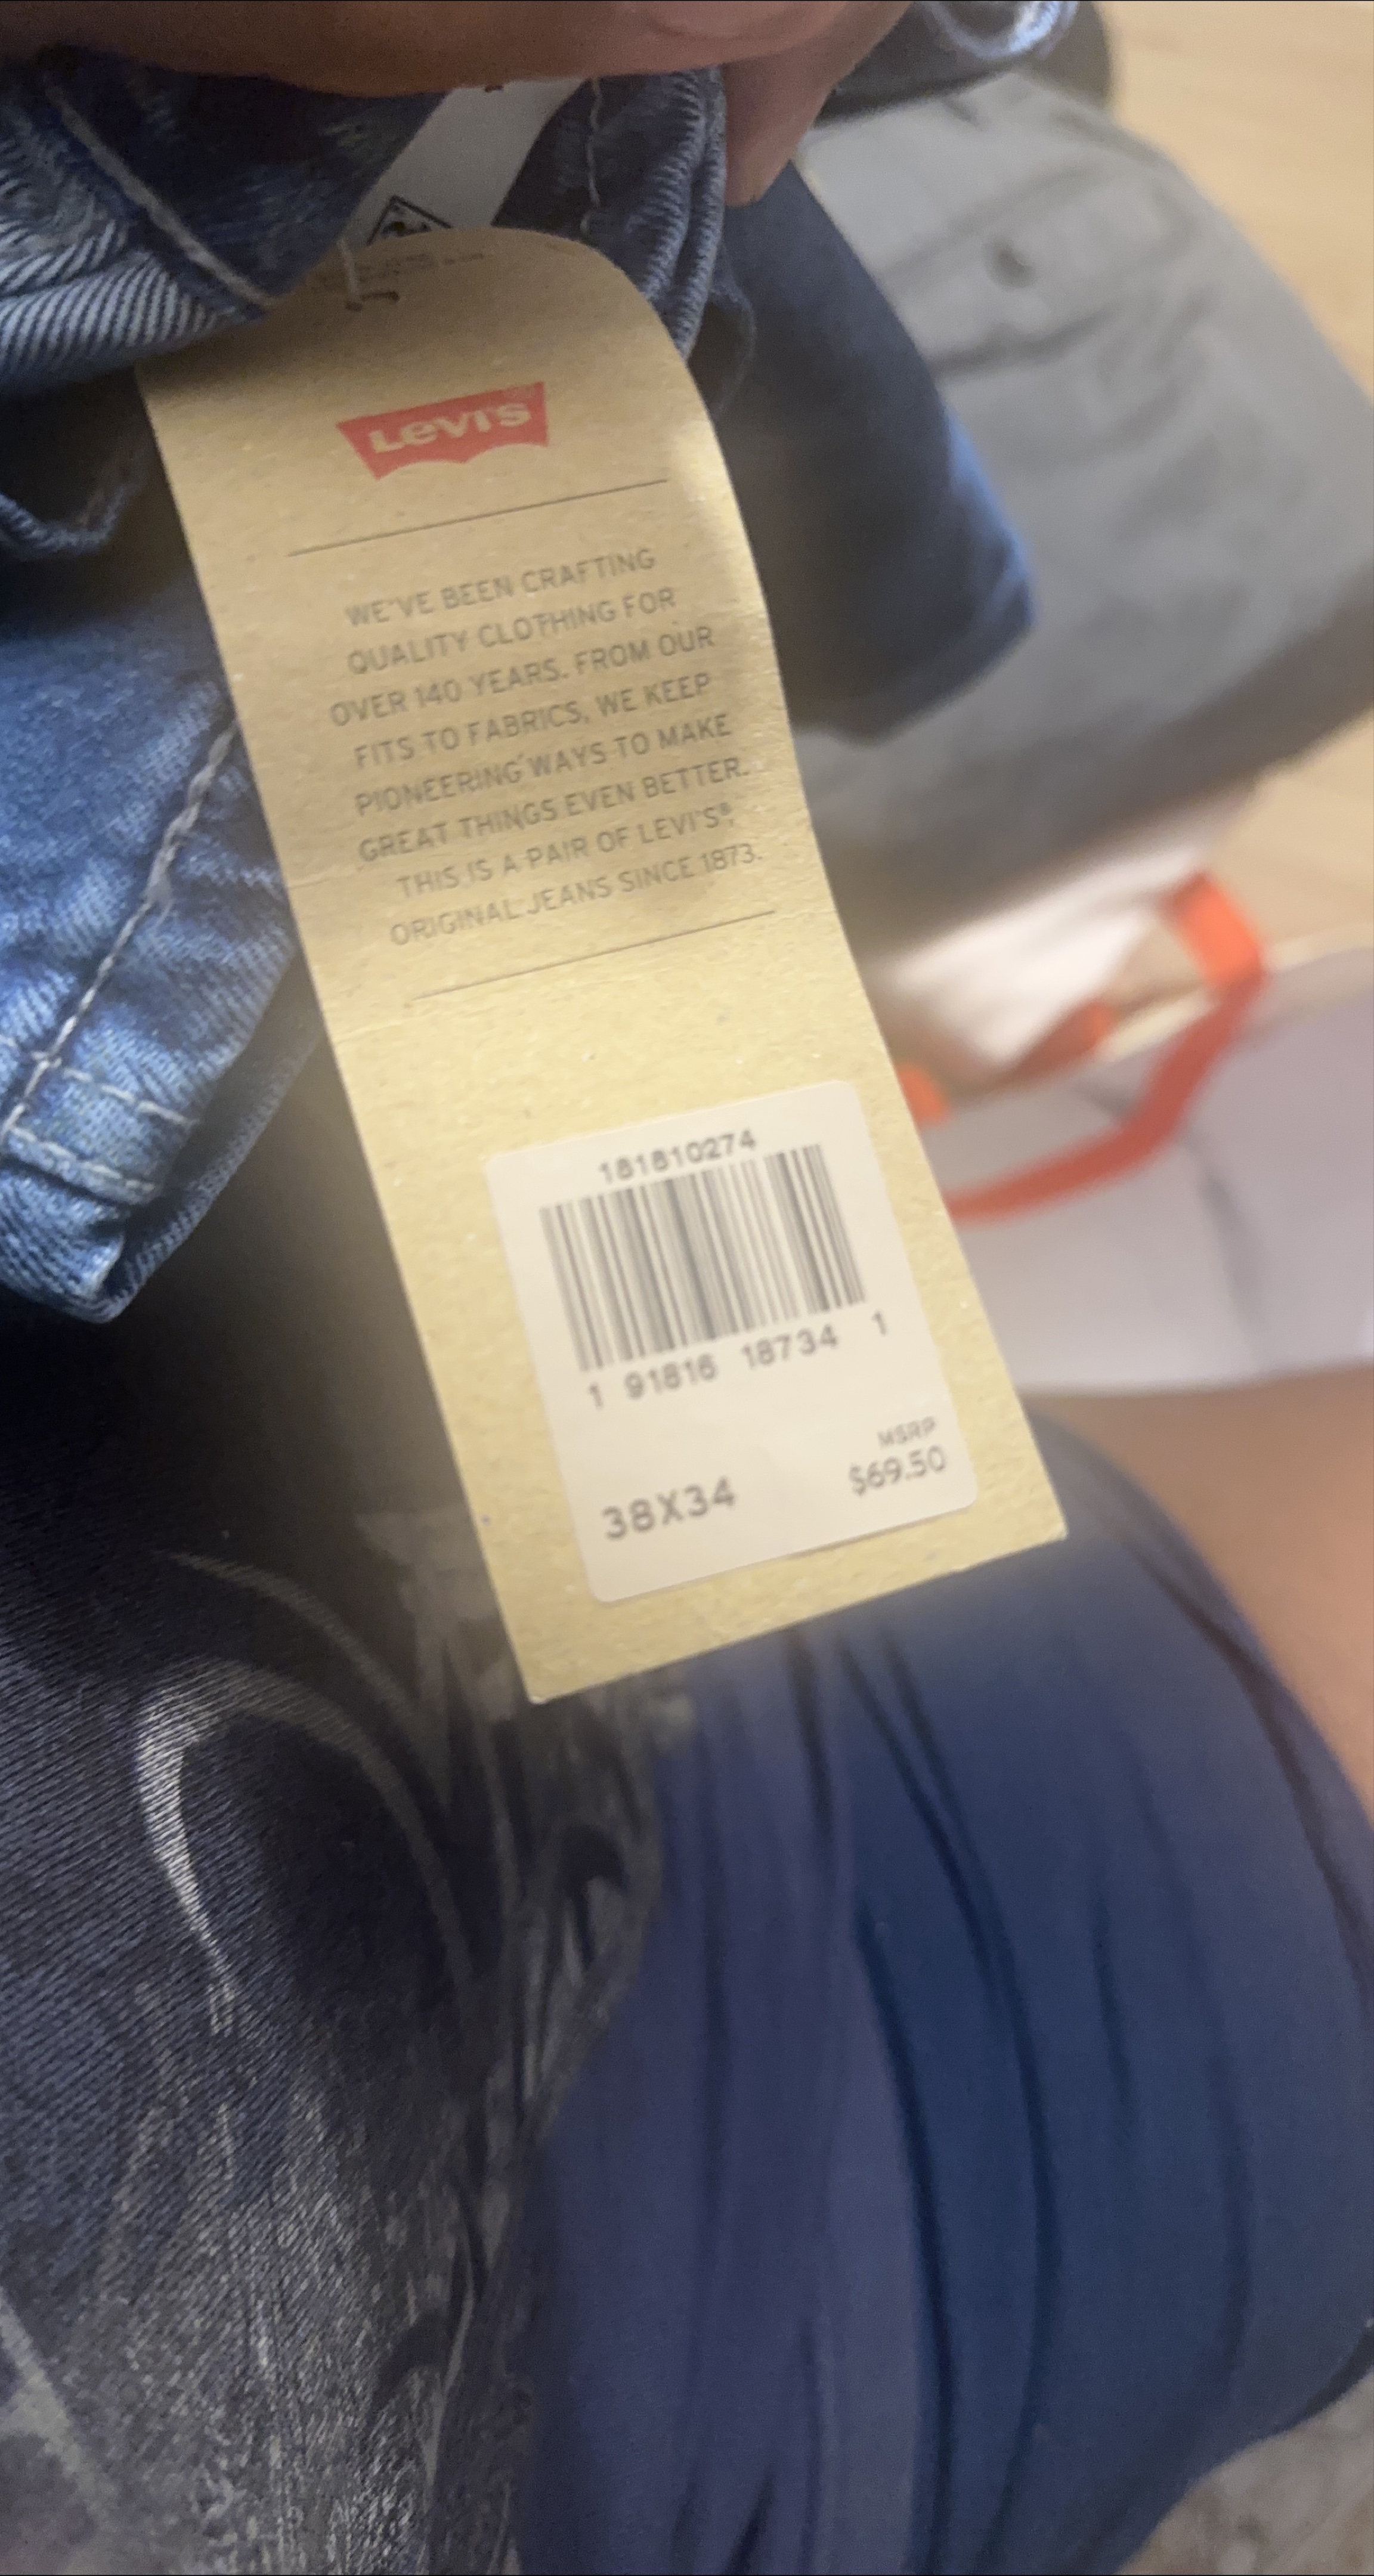 LEVI'S
WE'VE BEEN CRAFTING
QUALITY CLOTHING FOR
OVER 140 YEARS. FROM OUR
FITS TO FABRICS, WE KEEP
PIONEERING WAYS TO MAKE
GREAT THINGS EVEN BETTER.
THIS IS A PAIR OF LEVI'S®,
ORIGINAL JEANS SINCE 1873.
181810274
1 91816 18734 1
MSRP
$69.50
38X34